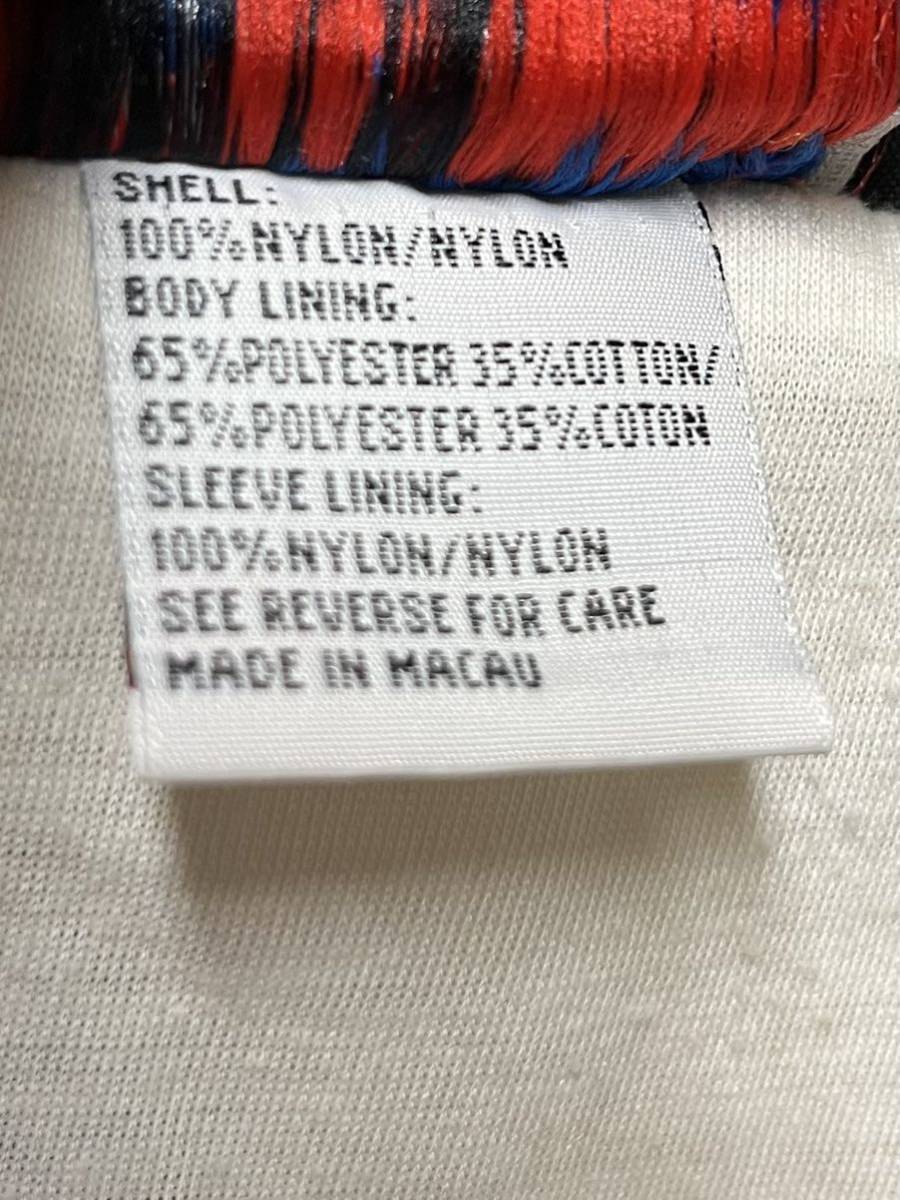 SHELL:
100%NYLON/NYLON
BODY LINING:
65%POLYESTER 35%COTTON/
65%POLYESTER 35%COTON
SLEEVE LINING:
100%NYLON/NYLON
SEE REVERSE FOR CARE
MADE IN MACAU